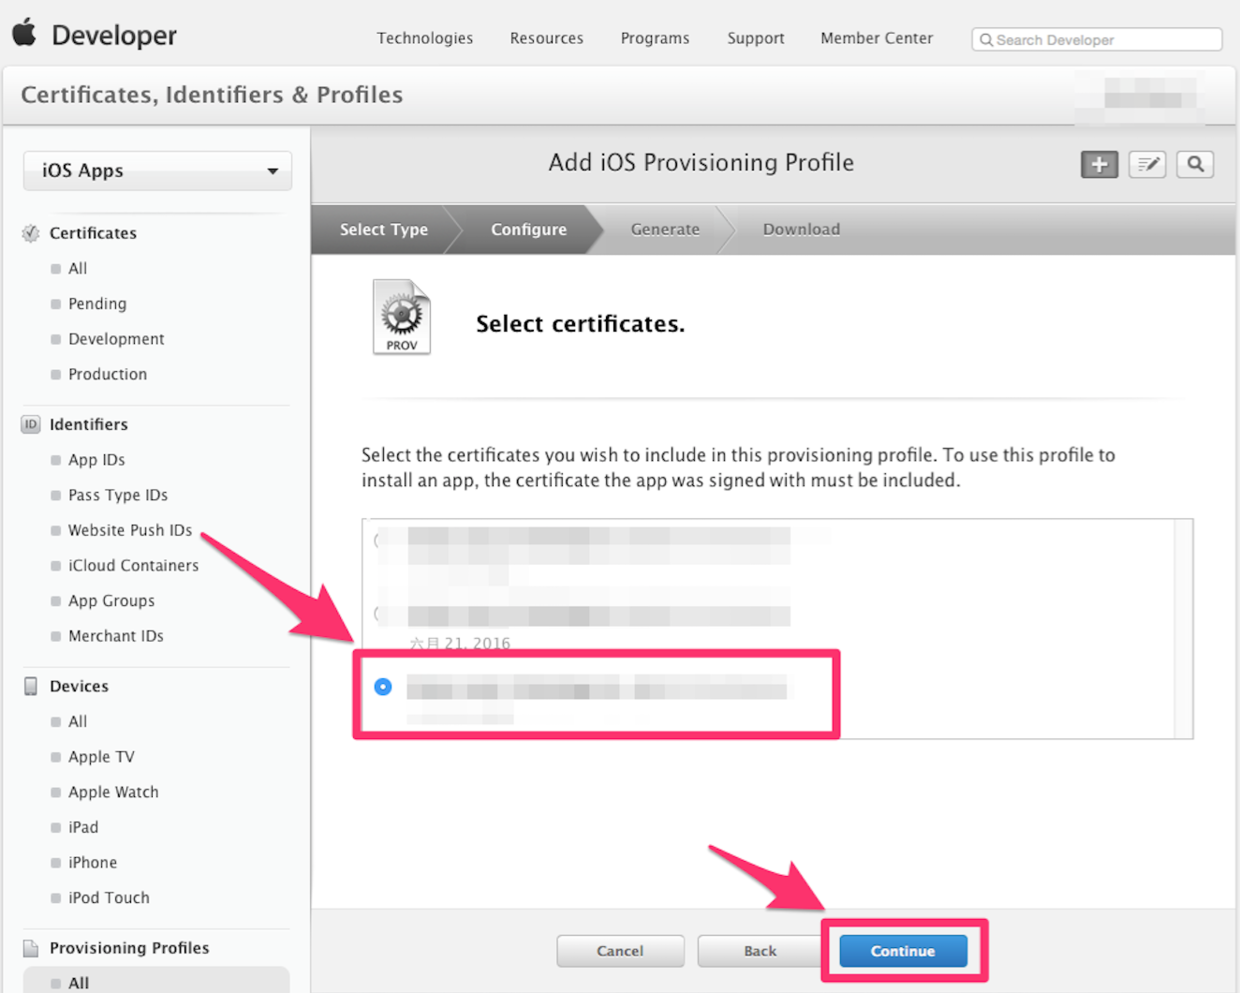 Developer
Technologies Resources Programs Support Member Center Search Developer
Certificates, Identifiers & Profiles
iOS Apps
Certificates
All
Pending
Development
Production
ID Identifiers
App IDs
Pass Type IDs
Website Push IDs
iCloud Containers
App Groups
Merchant IDs
Devices
All
Apple TV
Apple Watch
iPad
iPhone
iPod Touch
Provisioning Profiles
All
Add iOS Provisioning Profile
Select Type Configure Generate Download
PROV
Select certificates.
Select the certificates you wish to include in this provisioning profile. To use this profile to
install an app, the certificate the app was signed with must be included.
六月 21, 2016
Cancel Back Continue